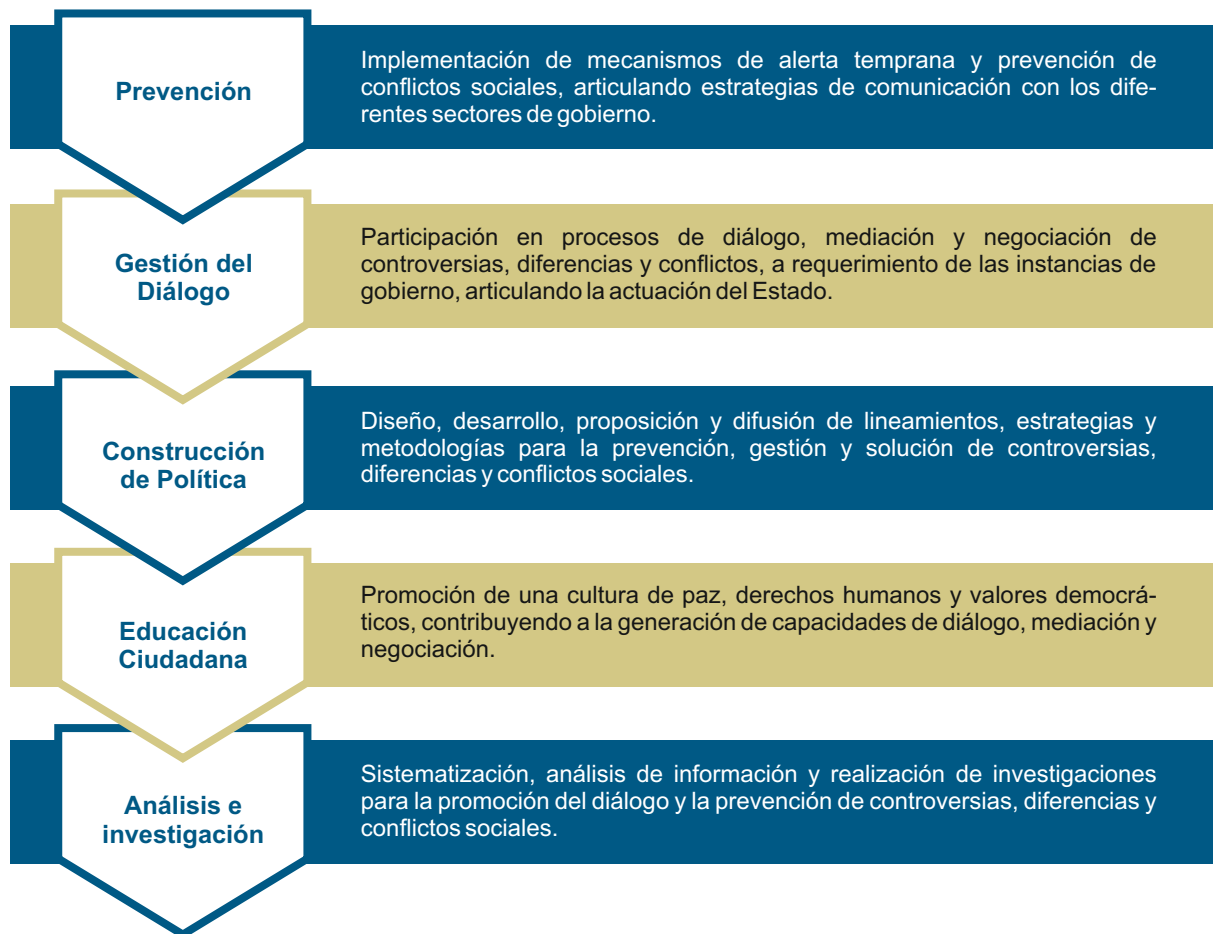 Prevención
Implementación de mecanismos de alerta temprana y prevención de
conflictos sociales, articulando estrategias de comunicación con los dife-
rentes sectores de gobierno.
Gestión del
Diálogo
Participación en procesos de diálogo, mediación y negociación de
controversias, diferencias y conflictos, a requerimiento de las instancias de
gobierno, articulando la actuación del Estado.
Construcción
de Política
Diseño, desarrollo, proposición y difusión de lineamientos, estrategias y
metodologías para la prevención, gestión y solución de controversias,
diferencias y conflictos sociales.
Educación
Ciudadana
Promoción de una cultura de paz, derechos humanos y valores democrá-
ticos, contribuyendo a la generación de capacidades de diálogo, mediación y
negociación.
Análisis e
investigación
Sistematización, análisis de información y realización de investigaciones
para la promoción del diálogo y la prevención de controversias, diferencias y
conflictos sociales.